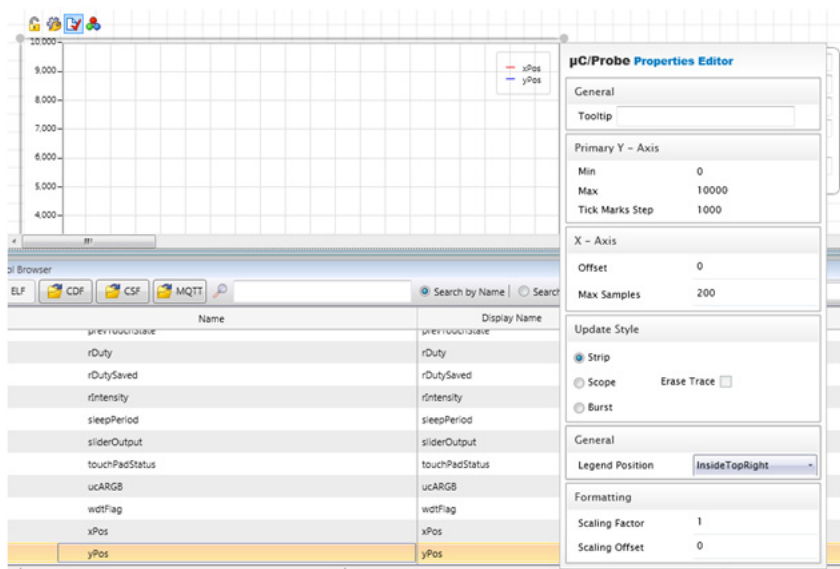 10,000
9,000
8,000
7,000
6,000
5,000
4,000
xPos
yPos
µC/Probe Properties Editor
General
Tooltip
Primary Y - Axis
Min 0
Max 10000
Tick Marks Step 1000
X - Axis
Offset 0
Max Samples 200
Update Style
Strip
Scope Erase Trace
Burst
General
Legend Position InsideTopRight
Formatting
Scaling Factor 1
Scaling Offset 0
ol Browser
ELF CDF CSF MQTT Search by Name Search
Name Display Name
prevTouchState prevTouchState
rDuty rDuty
rDutySaved rDutySaved
rIntensity rIntensity
sleepPeriod sleepPeriod
sliderOutput sliderOutput
touchPadStatus touchPadStatus
ucARGB ucARGB
wdtFlag wdtFlag
xPos xPos
yPos yPos